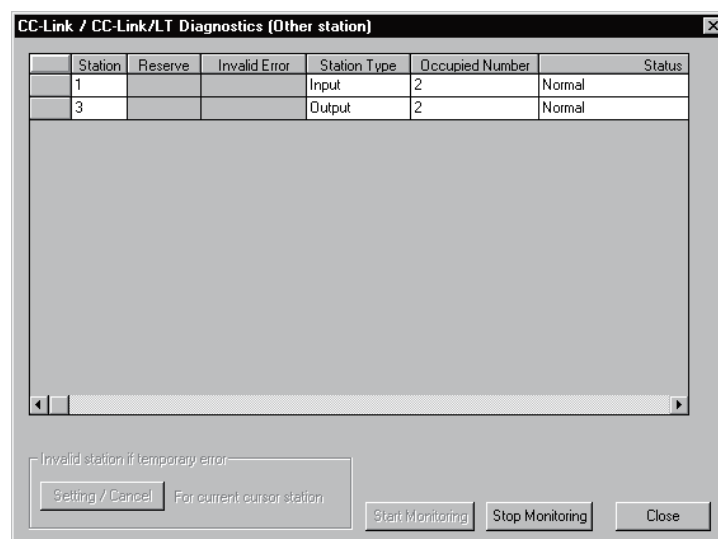 CC-Link / CC-Link/LT Diagnostics (Other station)
Station Reserve Invalid Error Station Type Occupied Number Status
1 Input 2 Normal
3 Output 2 Normal
Invalid station if temporary error
Setting / Cancel For current cursor station
Start Monitoring Stop Monitoring Close